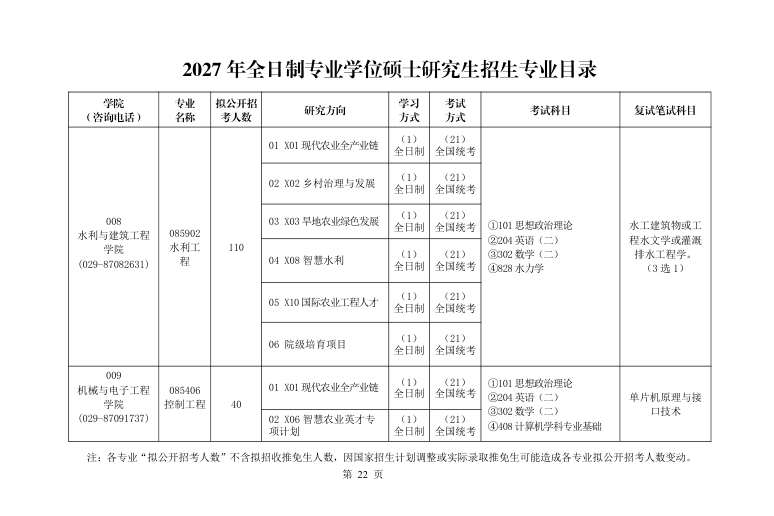 2027 年全日制专业学位硕士研究生招生专业目录
学院
（咨询电话）
专业
名称
拟公开招
考人数
研究方向
学习
方式
考试
方式
考试科目
复试笔试科目
008
水利与建筑工程
学院
(029-87082631)
085902
水利工
程
110
01 X01 现代农业全产业链
（1）
全日制
（21）
全国统考
02 X02 乡村治理与发展
（1）
全日制
（21）
全国统考
03 X03 旱地农业绿色发展
（1）
全日制
（21）
全国统考
04 X08 智慧水利
（1）
全日制
（21）
全国统考
05 X10 国际农业工程人才
（1）
全日制
（21）
全国统考
06 院级培育项目
（1）
全日制
（21）
全国统考
①101 思想政治理论
②204 英语（二）
③302 数学（二）
④828 水力学
水工建筑物或工
程水文学或灌溉
排水工程学。
（3 选 1）
009
机械与电子工程
学院
(029-87091737)
085406
控制工程
40
01 X01 现代农业全产业链
（1）
全日制
（21）
全国统考
02 X06 智慧农业英才专
项计划
（1）
全日制
（21）
全国统考
①101 思想政治理论
②204 英语（二）
③302 数学（二）
④408 计算机学科专业基础
单片机原理与接
口技术
注：各专业“拟公开招考人数”不含拟招收推免生人数，因国家招生计划调整或实际录取推免生可能造成各专业拟公开招考人数变动。
第 22 页